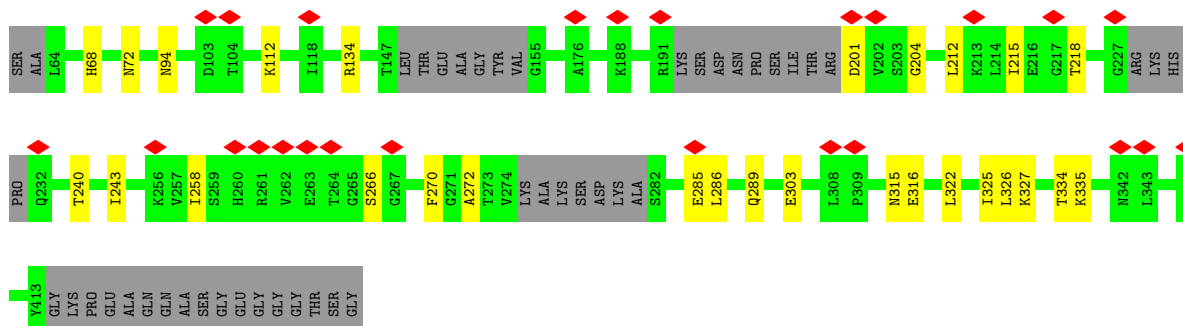 SER ALA L64 H68 N72 N94 D103 T104 K112 I118 R134 T147 LEU THR GLU ALA GLY TYR VAL G155 A176 K188 R191 LYS SER ASP ASN PRO SER ILE THR ARG D201 V202 S203 G204 L212 K213 L214 I215 E216 G217 T218 G227 ARG LYS HIS
PRO Q232 T240 I243 K256 V257 I258 S259 H260 R261 V262 E263 T264 G265 S266 G267 F270 G271 A272 T273 V274 LYS ALA LYS SER ASP LYS ALA S282 E285 L286 Q289 E303 L308 P309 N315 E316 L322 I325 L326 K327 T334 K335 N342 L343
Y413 GLY LYS PRO GLU ALA GLN GLN ALA SER GLY GLU GLY GLY GLY THR SER GLY